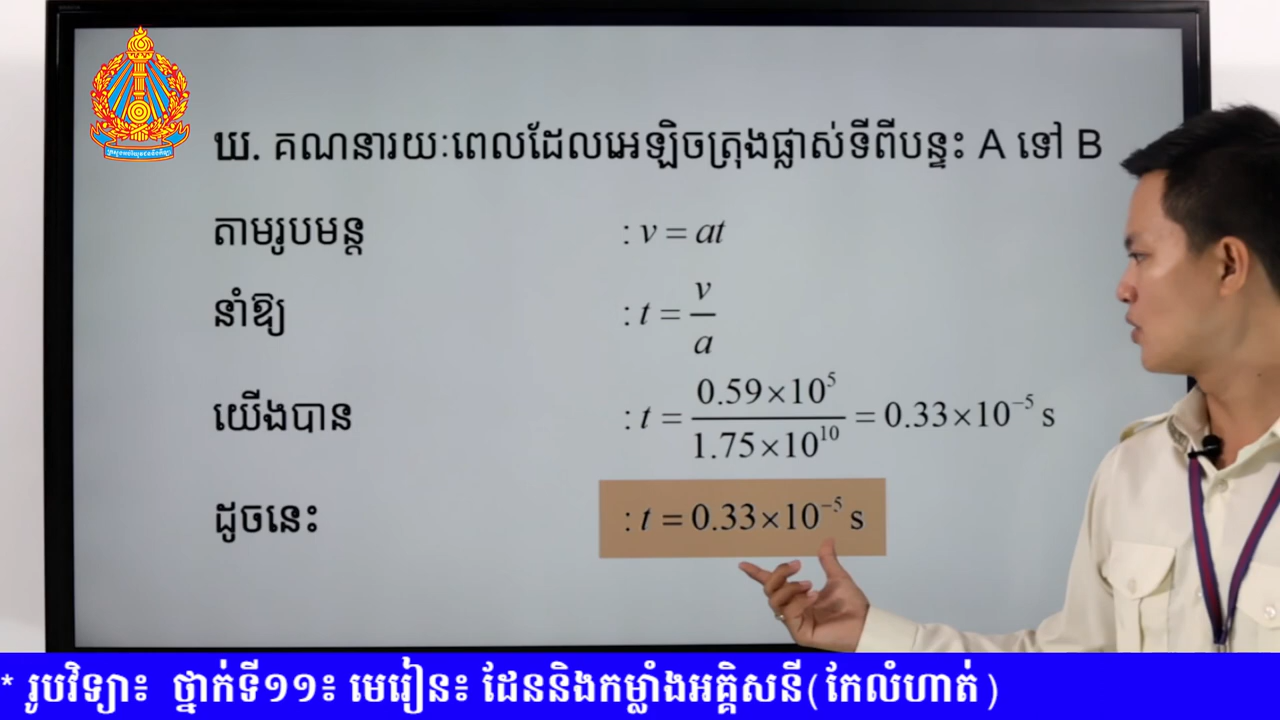 ឃ. គណនារយៈពេលដែលអេឡិចត្រុងផ្លាស់ទីពីបន្ទះ A ទៅ B
តាមរូបមន្ត : v = at
នាំឱ្យ : t = v/a
យើងបាន : t = (0.59×10⁵)/(1.75×10¹⁰) = 0.33×10⁻⁵ s
ដូចនេះ : t = 0.33×10⁻⁵ s
* រូបវិទ្យា៖ ថ្នាក់ទី១១៖ មេរៀន៖ ដែននិងកម្លាំងអគ្គិសនី(កែលំហាត់)